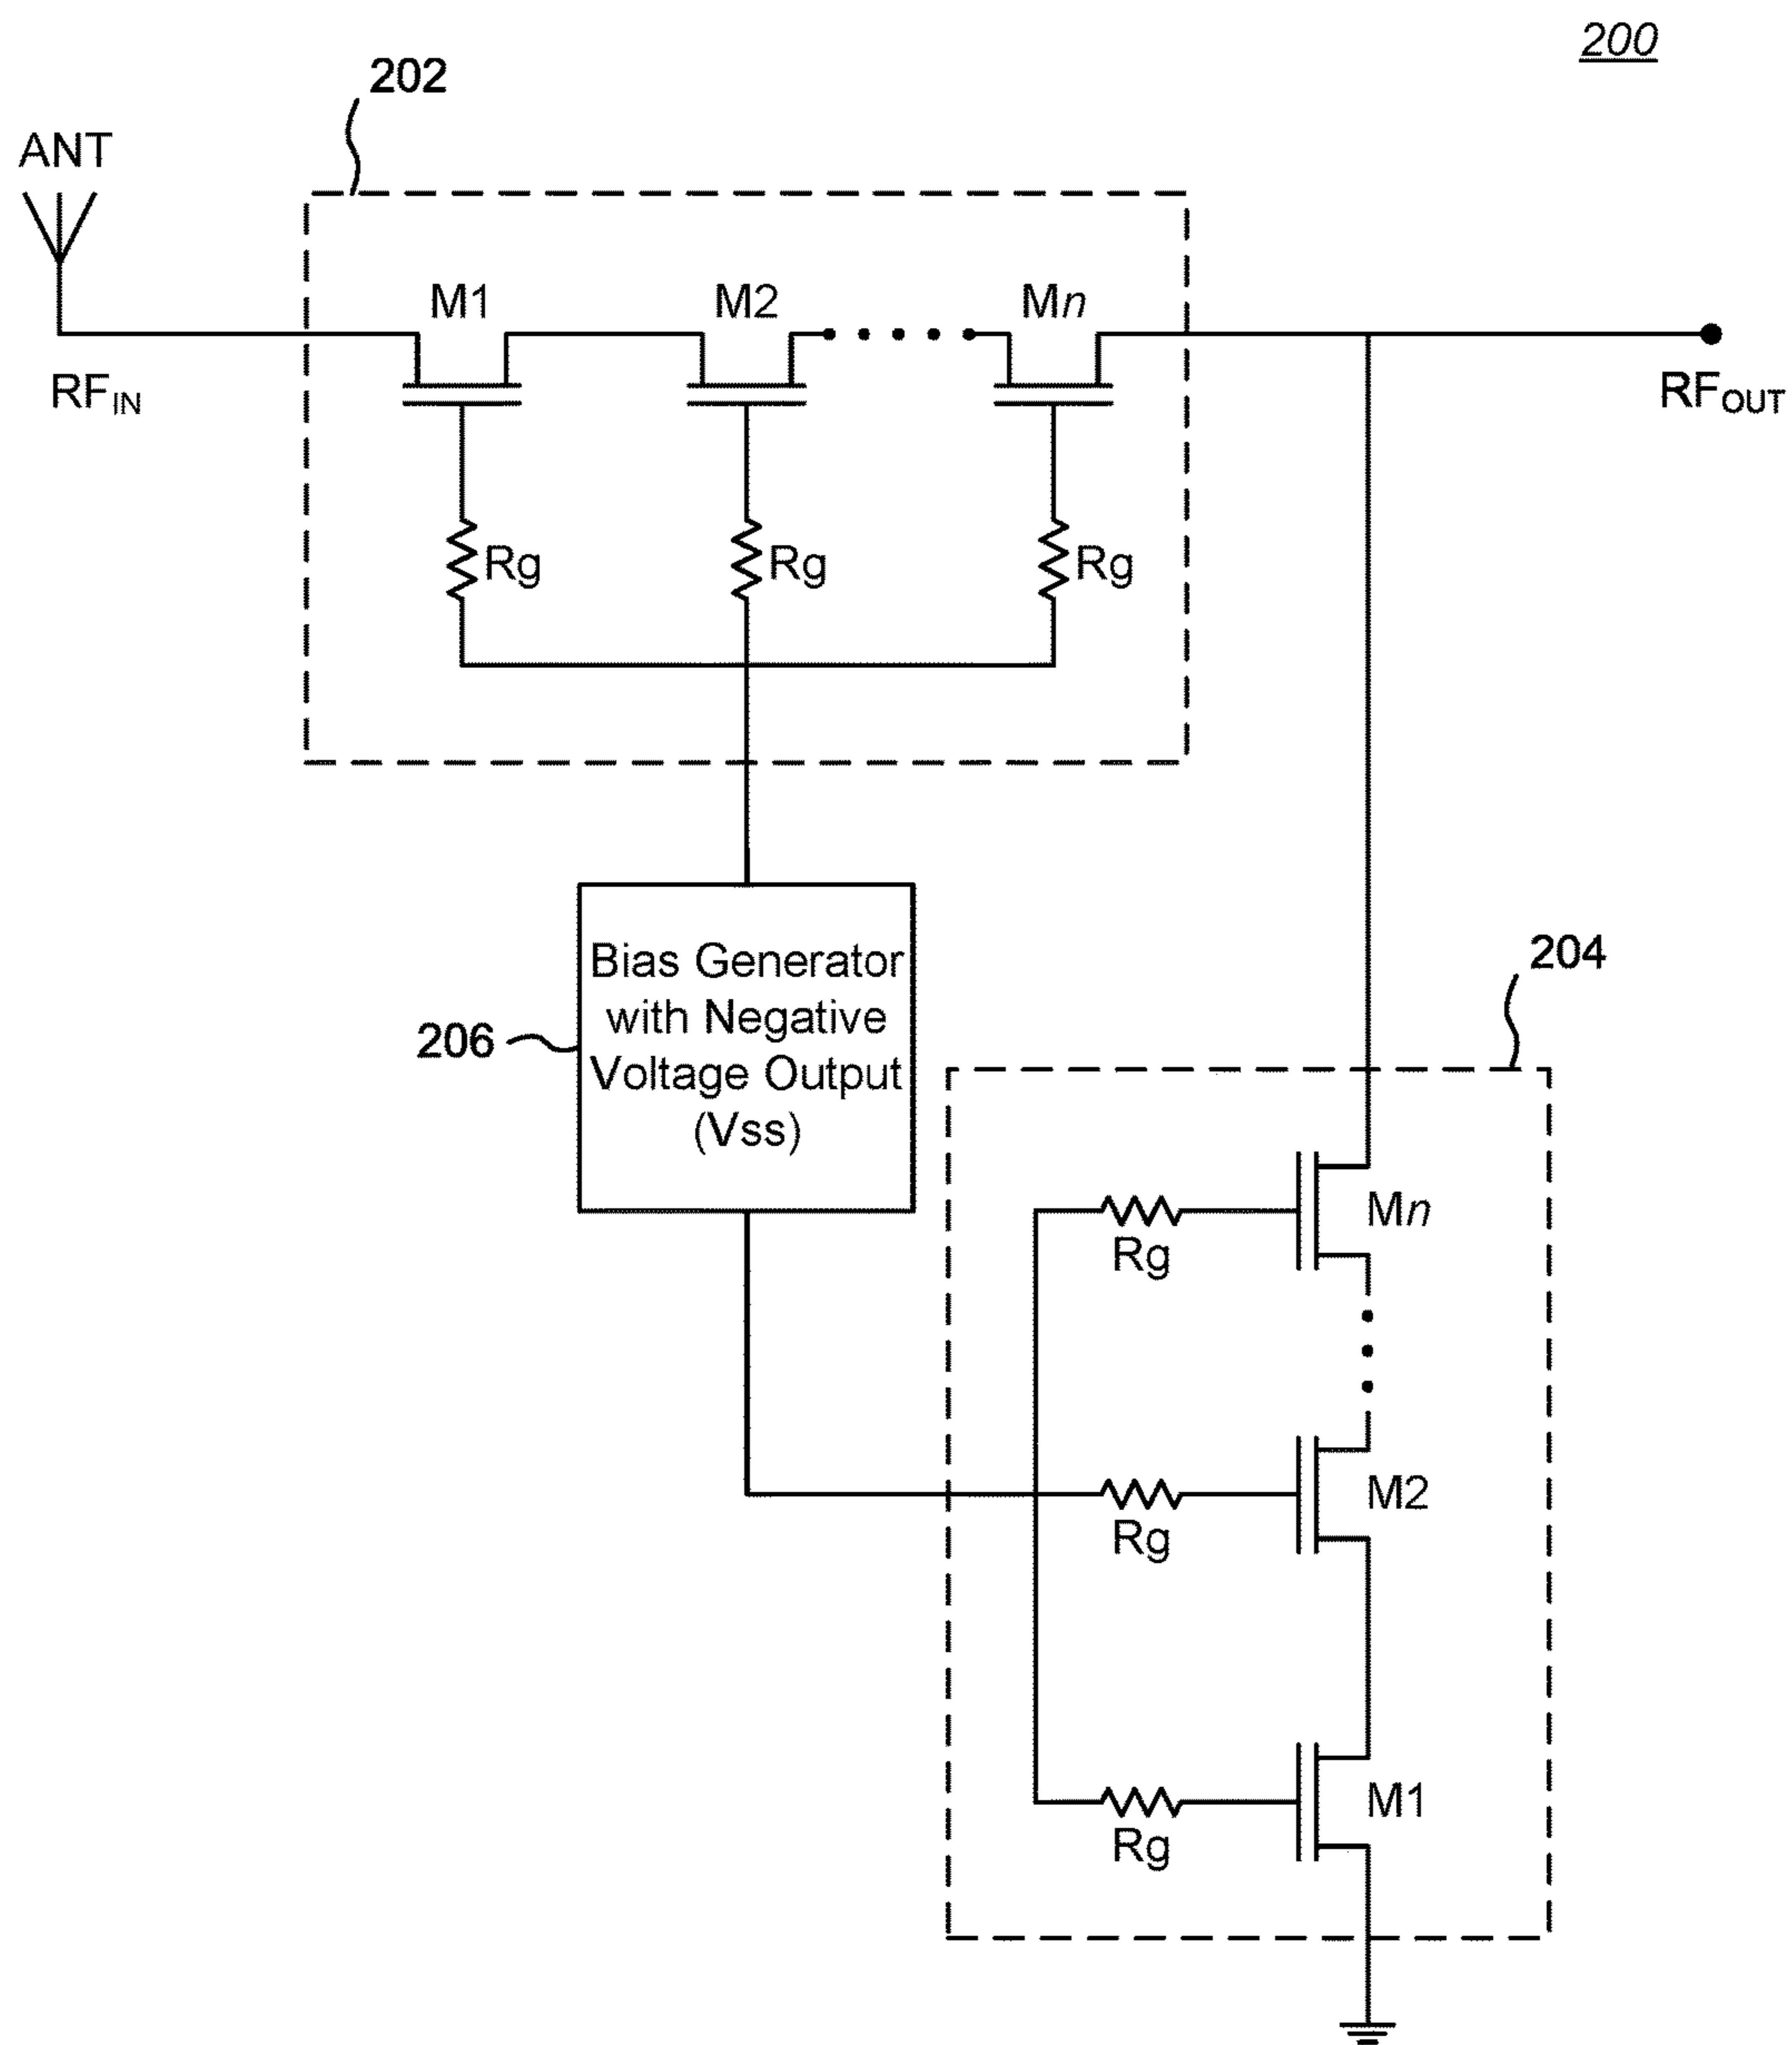 200
202
ANT
M1 M2 Mn
RFIN
RFOUT
Rg Rg Rg
206
Bias Generator
with Negative
Voltage Output
(Vss)
204
Mn
Rg
M2
Rg
M1
Rg